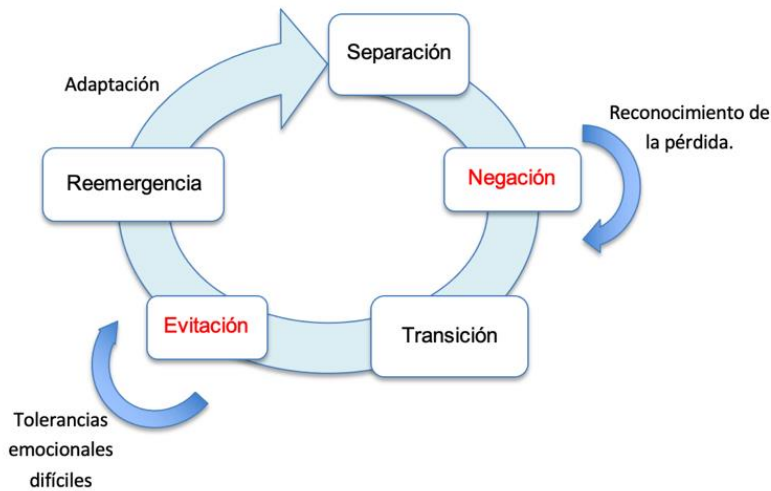 Separación
Adaptación
Reconocimiento de
la pérdida.
Negación
Reemergencia
Evitación
Transición
Tolerancias
emocionales
difíciles